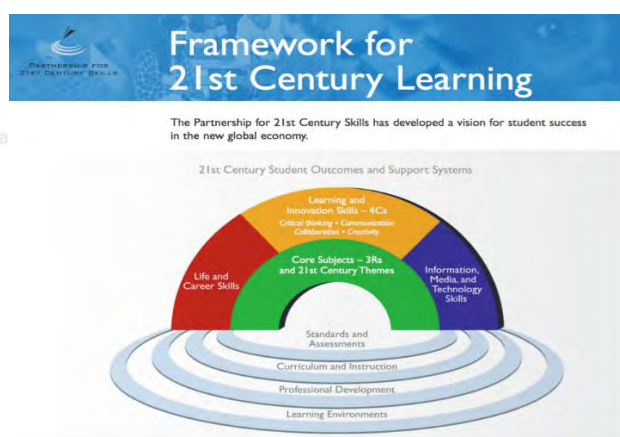 PARTNERSHIP FOR
21ST CENTURY SKILLS
Framework for
21st Century Learning
The Partnership for 21st Century Skills has developed a vision for student success
in the new global economy.
a
21st Century Student Outcomes and Support Systems
Learning and
Innovation Skills – 4Cs
Critical thinking • Communication
Collaboration • Creativity
Core Subjects – 3Rs
and 21st Century Themes
Life and
Career Skills
Information,
Media, and
Technology
Skills
Standards and
Assessments
Curriculum and Instruction
Professional Development
Learning Environments